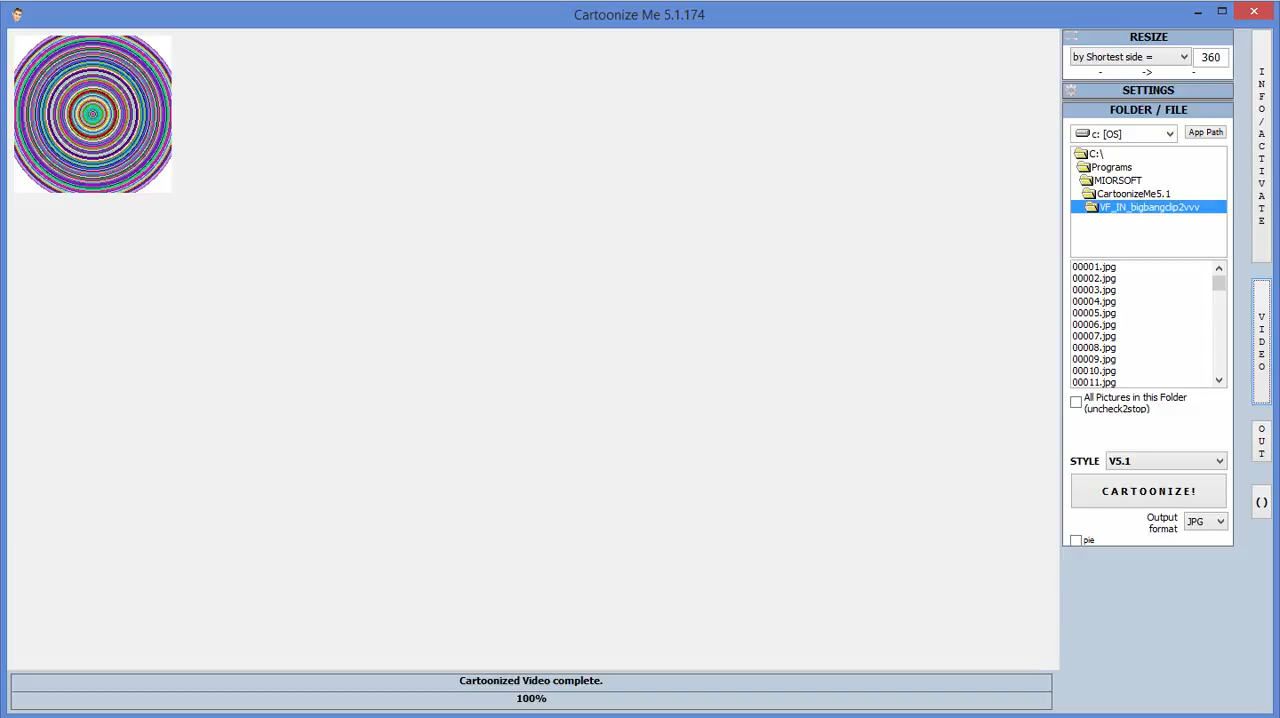 Cartoonize Me 5.1.174
RESIZE
by Shortest side =
360
- -> -
SETTINGS
FOLDER / FILE
c: [OS]
App Path
C:\
Programs
MIORSOFT
CartoonizeMe5.1
VF_IN_bigbangclip2vvv
00001.jpg
00002.jpg
00003.jpg
00004.jpg
00005.jpg
00006.jpg
00007.jpg
00008.jpg
00009.jpg
00010.jpg
00011.jpg
All Pictures in this Folder
(uncheck2stop)
STYLE V5.1
CARTOONIZE!
Output
format
JPG
pie
INFO/ACTIVATE
VIDEO
OUT
()
Cartoonized Video complete.
100%